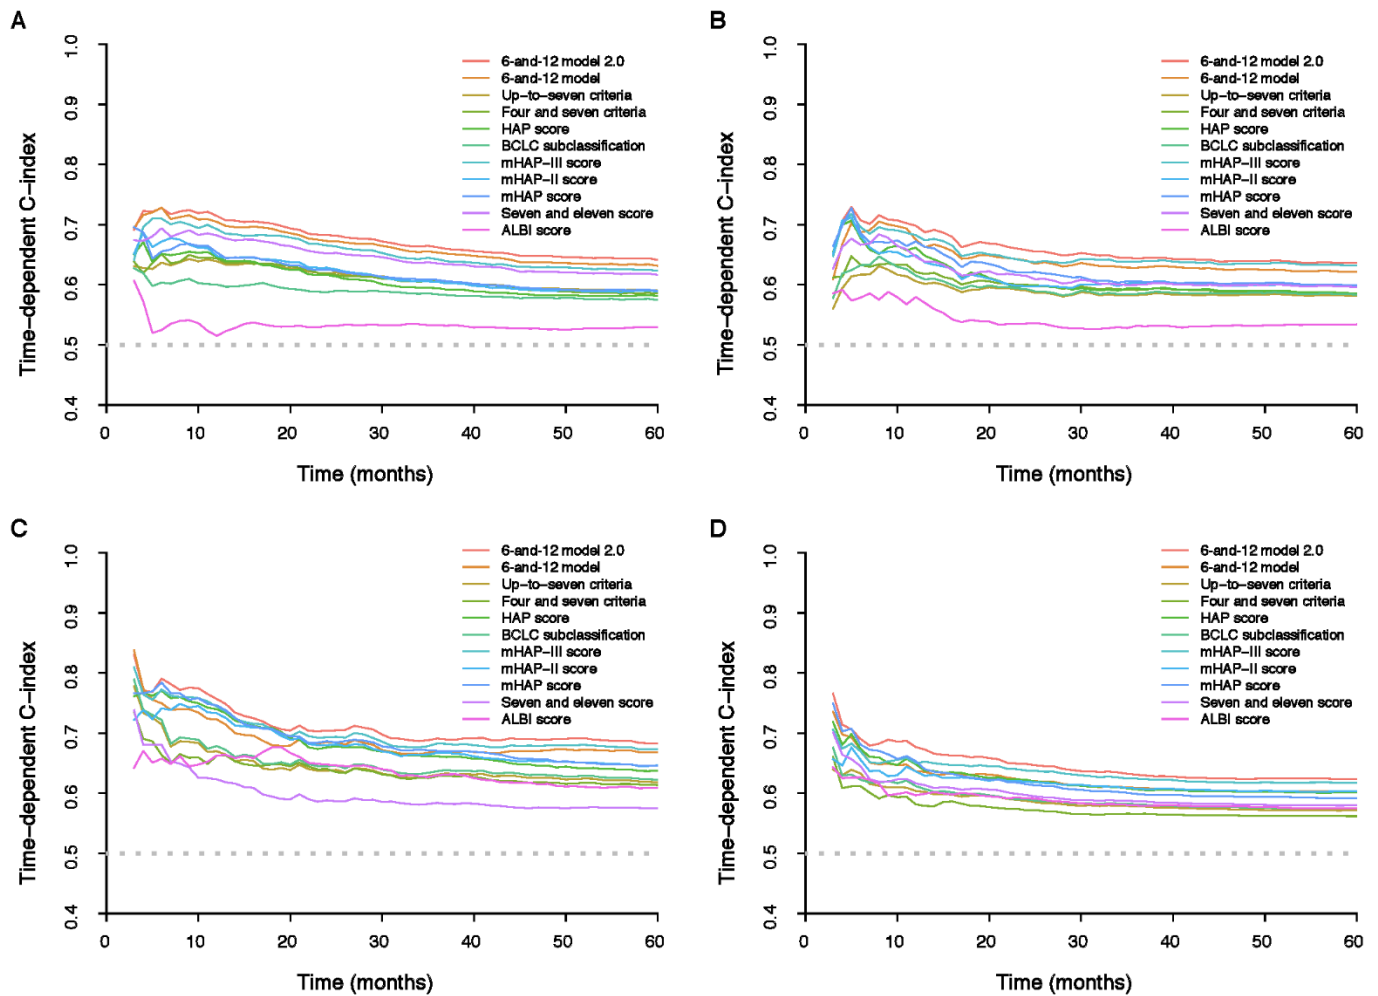 A
Time-dependent C-index
1.0
0.9
0.8
0.7
0.6
0.5
0.4
6-and-12 model 2.0
6-and-12 model
Up-to-seven criteria
Four and seven criteria
HAP score
BCLC subclassification
mHAP-III score
mHAP-II score
mHAP score
Seven and eleven score
ALBI score
0 10 20 30 40 50 60
Time (months)
B
Time-dependent C-index
1.0
0.9
0.8
0.7
0.6
0.5
0.4
6-and-12 model 2.0
6-and-12 model
Up-to-seven criteria
Four and seven criteria
HAP score
BCLC subclassification
mHAP-III score
mHAP-II score
mHAP score
Seven and eleven score
ALBI score
0 10 20 30 40 50 60
Time (months)
C
Time-dependent C-index
1.0
0.9
0.8
0.7
0.6
0.5
0.4
6-and-12 model 2.0
6-and-12 model
Up-to-seven criteria
Four and seven criteria
HAP score
BCLC subclassification
mHAP-III score
mHAP-II score
mHAP score
Seven and eleven score
ALBI score
0 10 20 30 40 50 60
Time (months)
D
Time-dependent C-index
1.0
0.9
0.8
0.7
0.6
0.5
0.4
6-and-12 model 2.0
6-and-12 model
Up-to-seven criteria
Four and seven criteria
HAP score
BCLC subclassification
mHAP-III score
mHAP-II score
mHAP score
Seven and eleven score
ALBI score
0 10 20 30 40 50 60
Time (months)